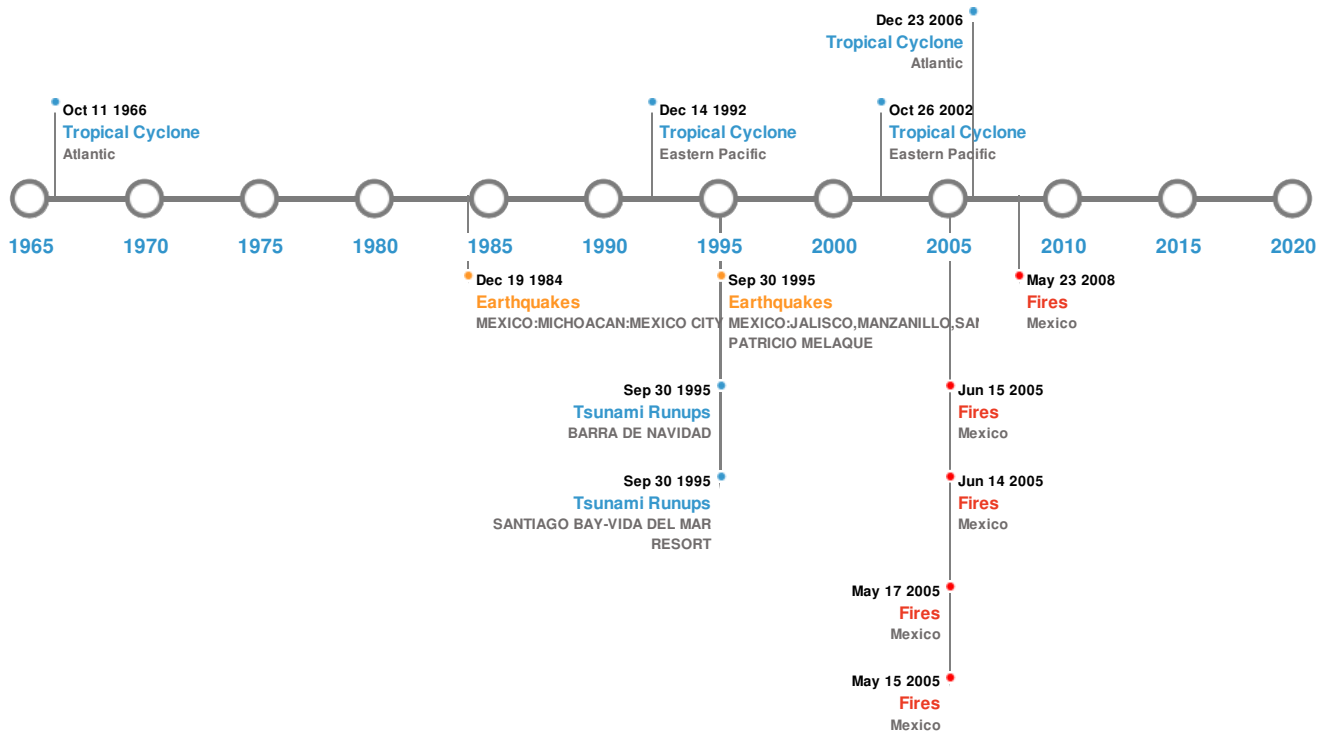 Dec 23 2006
Tropical Cyclone
Atlantic
Oct 11 1966
Tropical Cyclone
Atlantic
Dec 14 1992
Tropical Cyclone
Eastern Pacific
Oct 26 2002
Tropical Cyclone
Eastern Pacific
1965 1970 1975 1980 1985 1990 1995 2000 2005 2010 2015 2020
Dec 19 1984
Earthquakes
MEXICO:MICHOACAN:MEXICO CITY
Sep 30 1995
Earthquakes
MEXICO:JALISCO,MANZANILLO,SAN
PATRICIO MELAQUE
May 23 2008
Fires
Mexico
Sep 30 1995
Tsunami Runups
BARRA DE NAVIDAD
Jun 15 2005
Fires
Mexico
Sep 30 1995
Tsunami Runups
SANTIAGO BAY-VIDA DEL MAR
RESORT
Jun 14 2005
Fires
Mexico
May 17 2005
Fires
Mexico
May 15 2005
Fires
Mexico